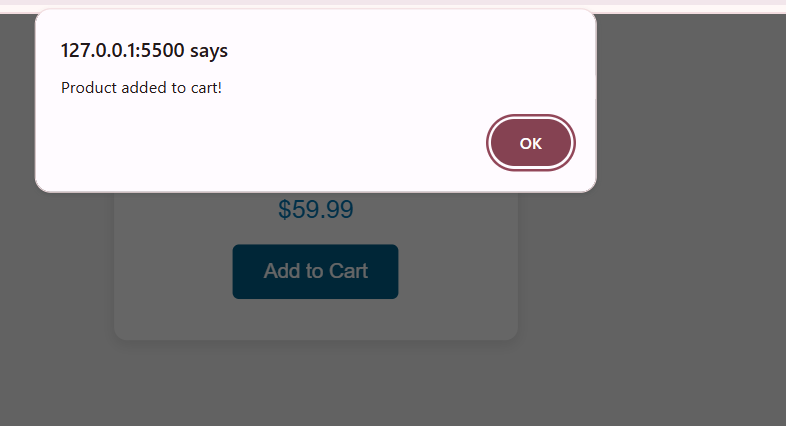 127.0.0.1:5500 says
Product added to cart!
OK
$59.99
Add to Cart